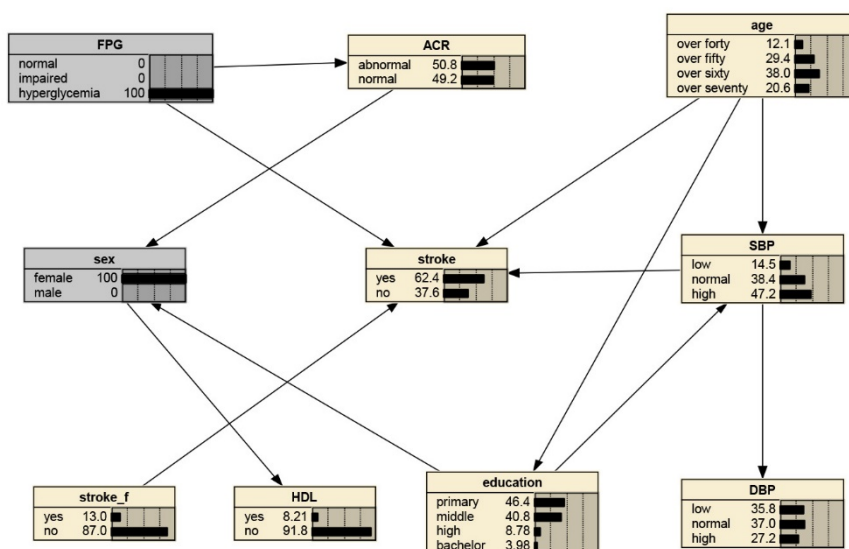 FPG
normal 0
impaired 0
hyperglycemia 100
ACR
abnormal 50.8
normal 49.2
age
over forty 12.1
over fifty 29.4
over sixty 38.0
over seventy 20.6
sex
female 100
male 0
stroke
yes 62.4
no 37.6
SBP
low 14.5
normal 38.4
high 47.2
stroke_f
yes 13.0
no 87.0
HDL
yes 8.21
no 91.8
education
primary 46.4
middle 40.8
high 8.78
bachelor 3.98
DBP
low 35.8
normal 37.0
high 27.2